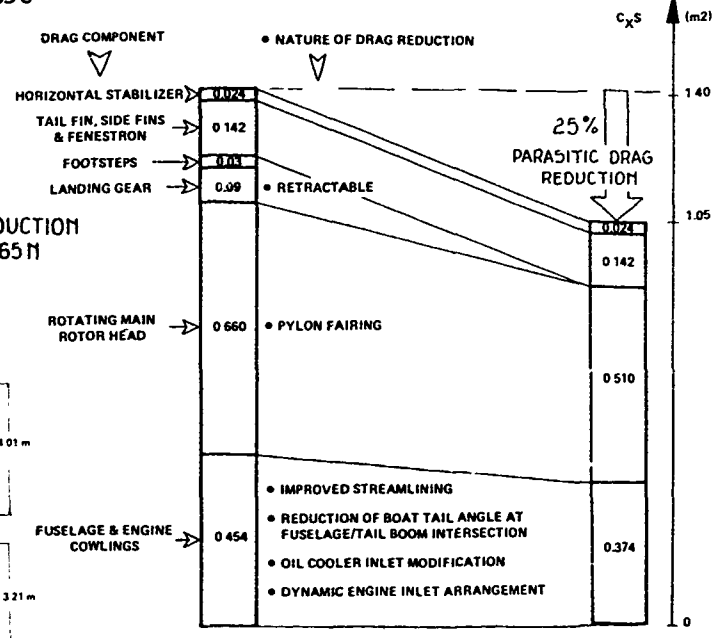 CxS (m2)
DRAG COMPONENT
• NATURE OF DRAG REDUCTION
HORIZONTAL STABILIZER
0.024
1.40
TAIL FIN, SIDE FINS
& FENESTRON
0 142
25%
PARASITIC DRAG
REDUCTION
FOOTSTEPS
0.03
LANDING GEAR
0.09
• RETRACTABLE
1.05
0.024
0 142
65 N
ROTATING MAIN
ROTOR HEAD
0 660
• PYLON FAIRING
0 510
01 m
• IMPROVED STREAMLINING
• REDUCTION OF BOAT TAIL ANGLE AT
FUSELAGE/TAIL BOOM INTERSECTION
FUSELAGE & ENGINE
COWLINGS
0 454
0.374
• OIL COOLER INLET MODIFICATION
• DYNAMIC ENGINE INLET ARRANGEMENT
3 21 m
0